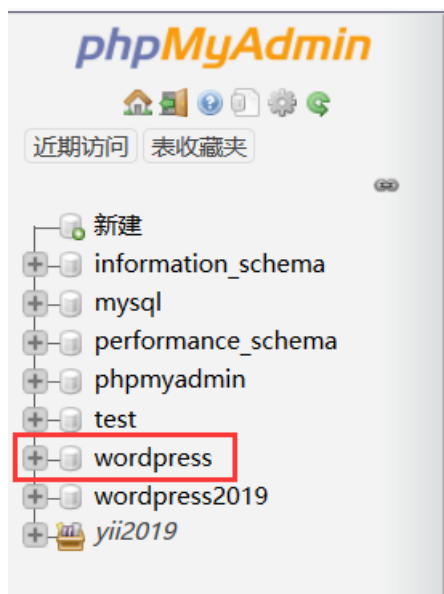 phpMyAdmin
近期访问 表收藏夹
新建
information_schema
mysql
performance_schema
phpmyadmin
test
wordpress
wordpress2019
yii2019